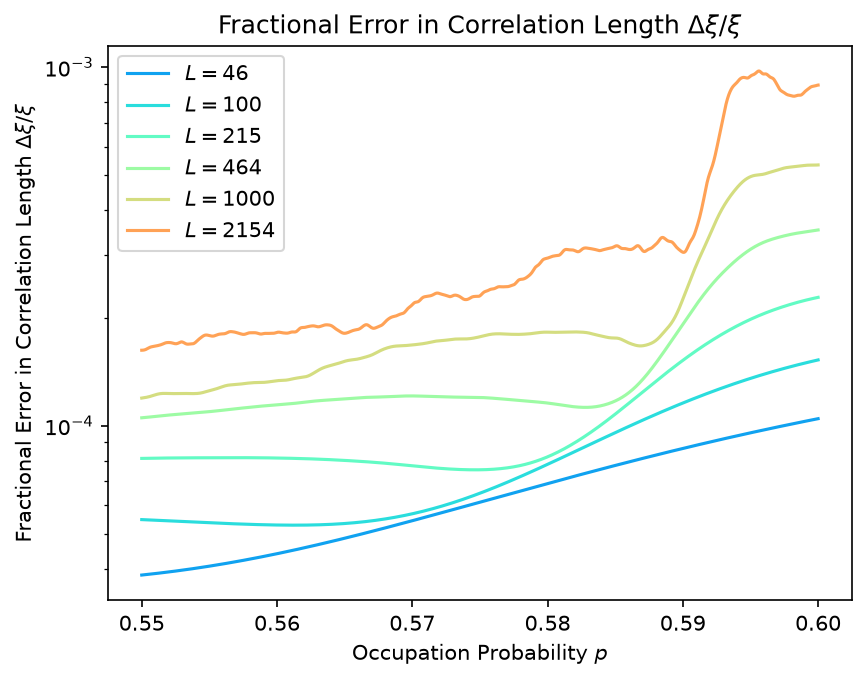 Fractional Error in Correlation Length Δξ/ξ
Fractional Error in Correlation Length Δξ/ξ
10⁻³
10⁻⁴
L = 46
L = 100
L = 215
L = 464
L = 1000
L = 2154
0.55 0.56 0.57 0.58 0.59 0.60
Occupation Probability p